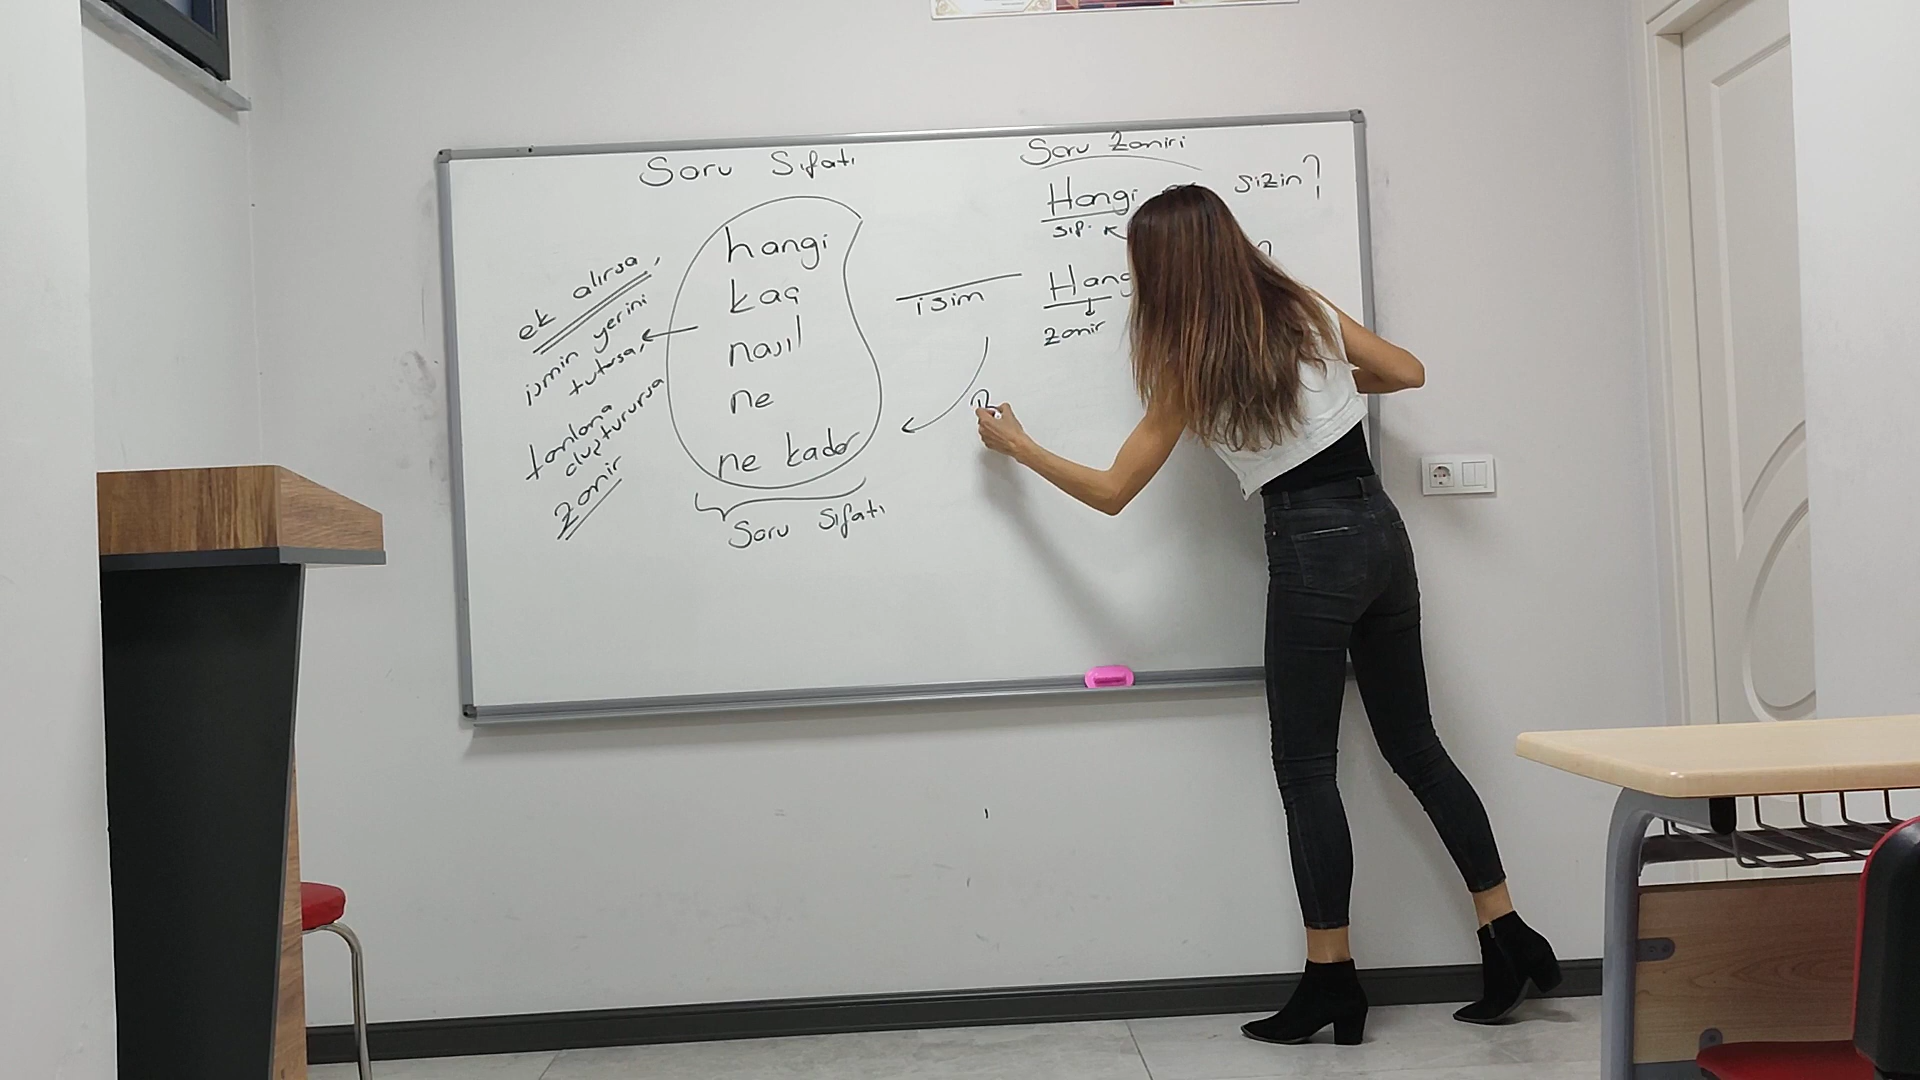 Soru Sıfatı
hangi
kaç
nasıl
ne
ne kadar
Soru Sıfatı
ek alırsa,
ismin yerini
tutarsa,
tamlama
oluşturursa
zamir
isim
Soru Zamiri
Hangi sizin?
sıf.
zamir